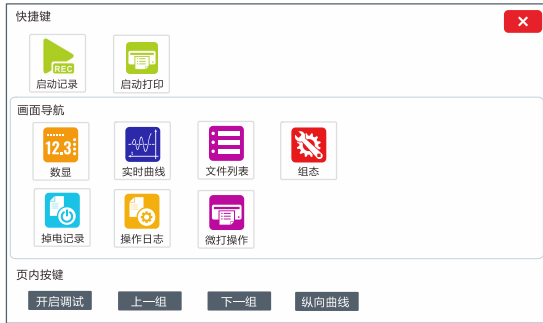 快捷键
REC
启动记录 启动打印
画面导航
12.3
数显 实时曲线 文件列表 组态
掉电记录 操作日志 微打操作
页内按键
开启调试 上一组 下一组 纵向曲线